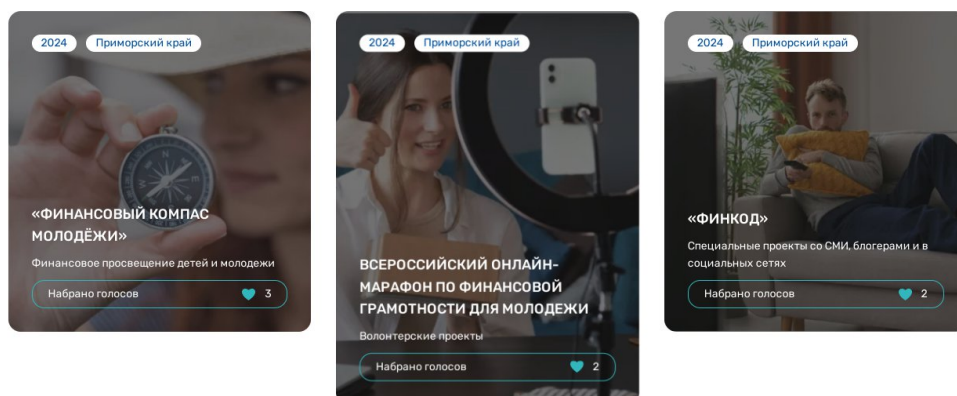 2024 Приморский край
«ФИНАНСОВЫЙ КОМПАС
МОЛОДЁЖИ»
Финансовое просвещение детей и молодежи
Набрано голосов 3
2024 Приморский край
ВСЕРОССИЙСКИЙ ОНЛАЙН-
МАРАФОН ПО ФИНАНСОВОЙ
ГРАМОТНОСТИ ДЛЯ МОЛОДЕЖИ
Волонтерские проекты
Набрано голосов 2
2024 Приморский край
«ФИНКОД»
Специальные проекты со СМИ, блогерами и в
социальных сетях
Набрано голосов 2